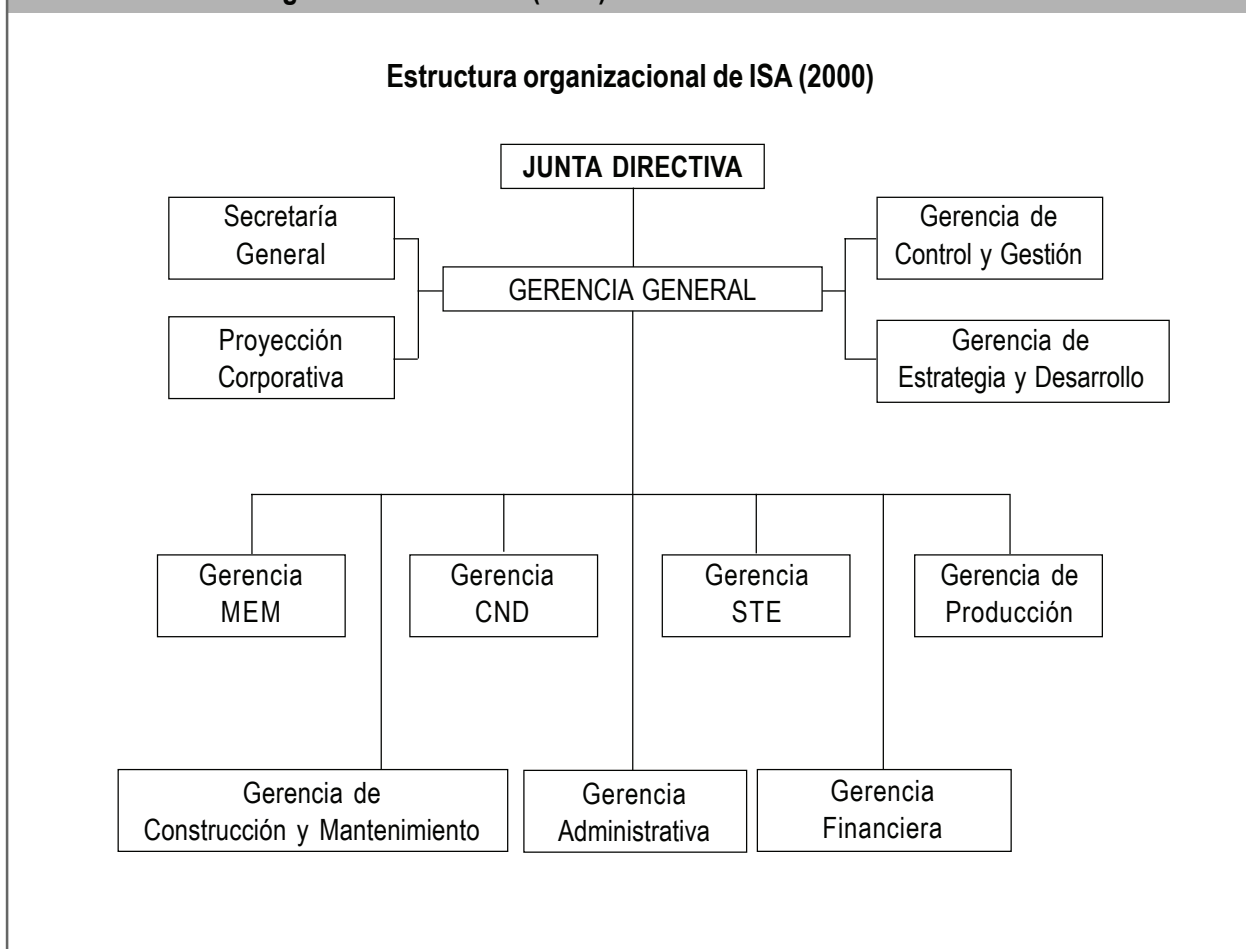 Estructura organizacional de ISA (2000)
JUNTA DIRECTIVA
Secretaría
General
Gerencia de
Control y Gestión
GERENCIA GENERAL
Proyección
Corporativa
Gerencia de
Estrategia y Desarrollo
Gerencia
MEM
Gerencia
CND
Gerencia
STE
Gerencia de
Producción
Gerencia de
Construcción y Mantenimiento
Gerencia
Administrativa
Gerencia
Financiera